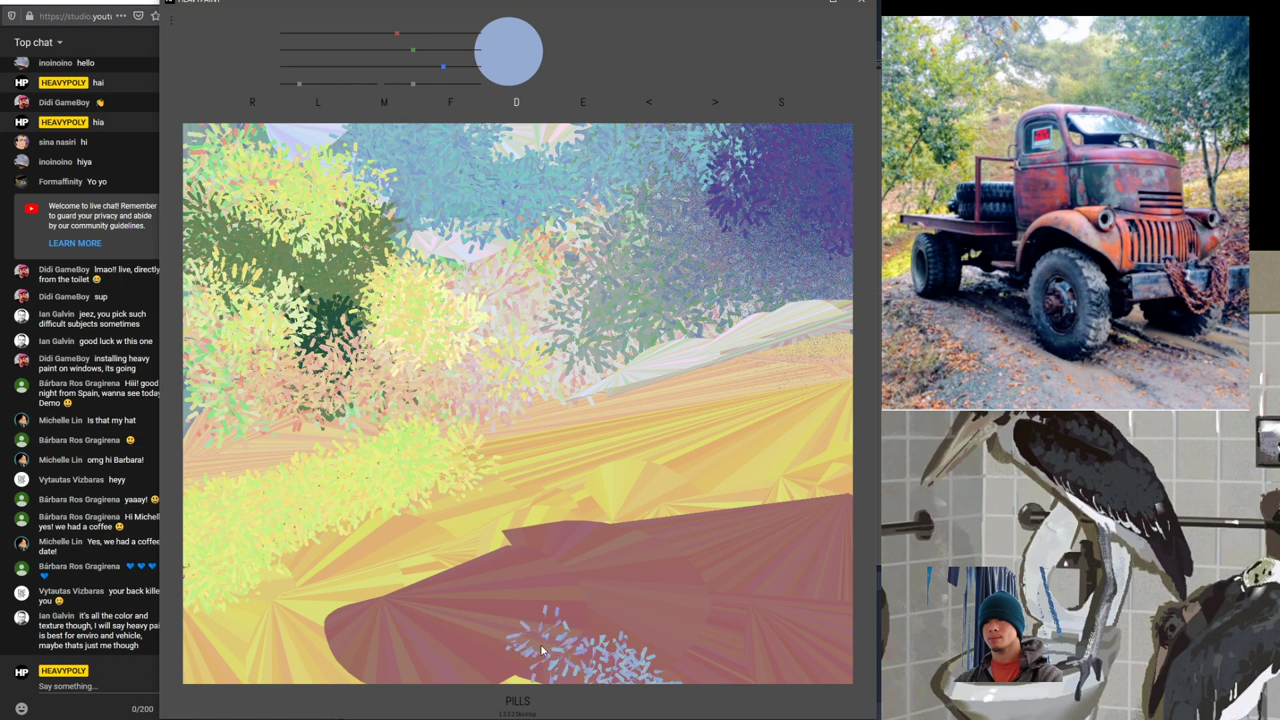 https://studio.yout
Top chat
inoinoino hello
HP HEAVYPOLY hai
Didi GameBoy 👋
HP HEAVYPOLY hia
sina nasiri hi
inoinoino hiya
Formaffinity Yo yo
Welcome to live chat! Remember
to guard your privacy and abide
by our community guidelines.
LEARN MORE
Didi GameBoy lmao!! live, directly
from the toilet 😂
Didi GameBoy sup
Ian Galvin jeez, you pick such
difficult subjects sometimes
Ian Galvin good luck w this one
Didi GameBoy installing heavy
paint on windows, its going
Bárbara Ros Gragirena Hiii! good
night from Spain, wanna see today
Demo 😃
Michelle Lin Is that my hat
Bárbara Ros Gragirena 😃
Michelle Lin omg hi Barbara!
Vytautas Vizbaras heyy
Bárbara Ros Gragirena yaaay! 😃
Bárbara Ros Gragirena Hi Michel
yes! we had a coffee 😃
Michelle Lin Yes, we had a coffee
date!
Bárbara Ros Gragirena 💙 💙 💙
💙
Vytautas Vizbaras your back kille
you 😄
Ian Galvin it's all the color and
texture though, I will say heavy pai
is best for enviro and vehicle,
maybe thats just me though
HP HEAVYPOLY
Say something...
0/200
HEAVYPAINT
R L M F D E < > S
PILLS